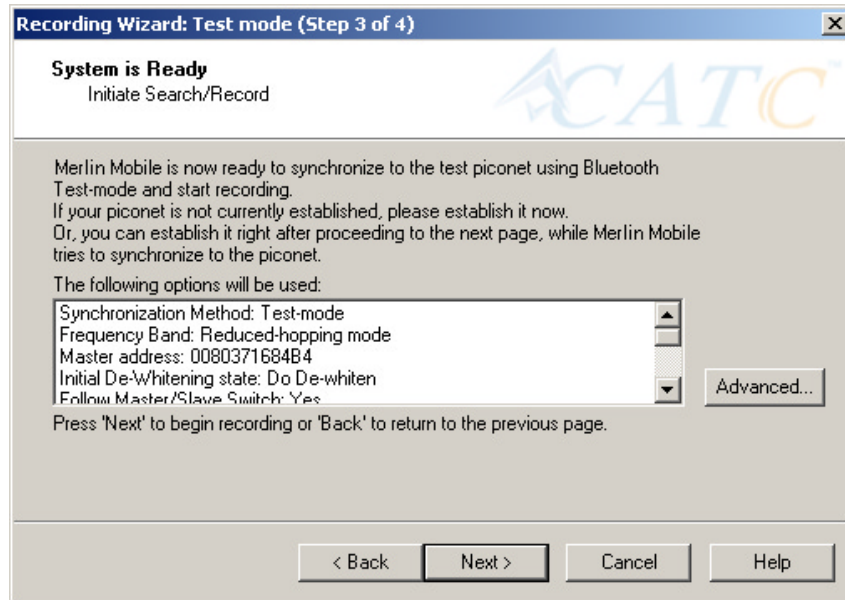 Recording Wizard: Test mode (Step 3 of 4)
System is Ready
Initiate Search/Record
CATC
Merlin Mobile is now ready to synchronize to the test piconet using Bluetooth
Test-mode and start recording.
If your piconet is not currently established, please establish it now.
Or, you can establish it right after proceeding to the next page, while Merlin Mobile
tries to synchronize to the piconet.
The following options will be used:
Synchronization Method: Test-mode
Frequency Band: Reduced-hopping mode
Master address: 0080371684B4
Initial De-Whitening state: Do De-whiten
Follow Master/Slave Switch: Yes
Advanced...
Press 'Next' to begin recording or 'Back' to return to the previous page.
< Back
Next >
Cancel
Help